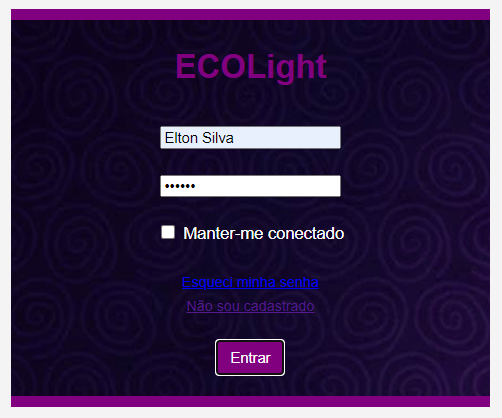 ECOLight
Elton Silva
••••••
Manter-me conectado
Esqueci minha senha
Não sou cadastrado
Entrar